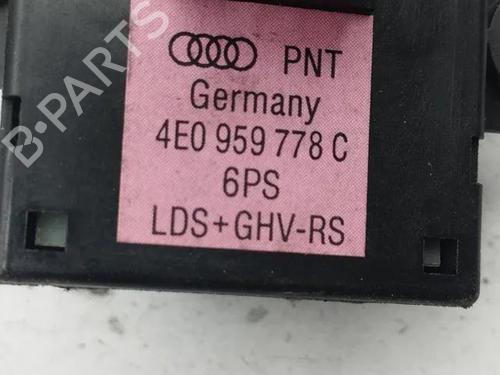 PNT
Germany
4E0 959 778 C
6PS
LDS+GHV-RS
B-PARTS